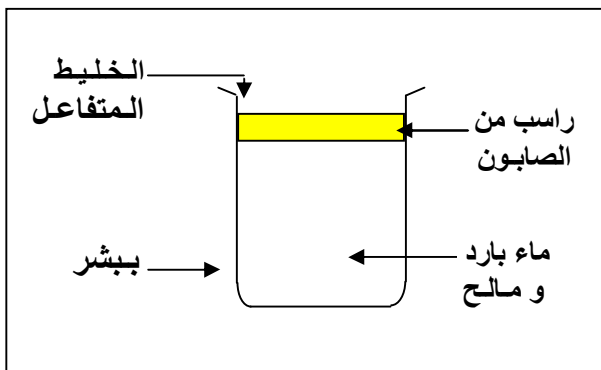 الخليط
المتفاعل
راسب من
الصابون
ماء بارد
و مالح
ببشر